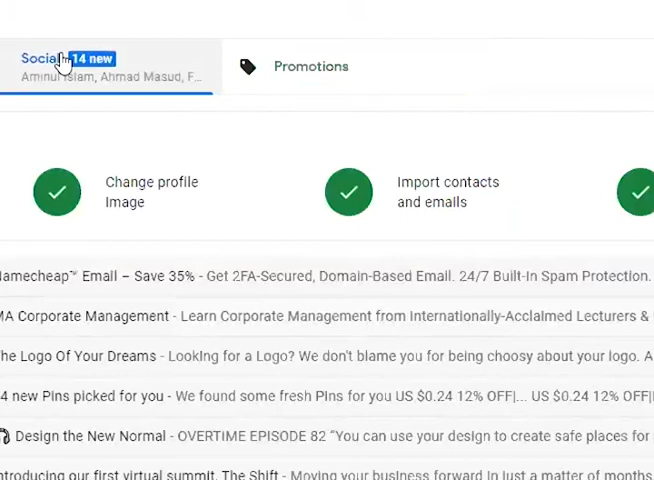 Social 14 new
Aminul Islam, Ahmad Masud, F...
Promotions
Change profile
Image
Import contacts
and emails
amecheap™ Email – Save 35% - Get 2FA-Secured, Domain-Based Email. 24/7 Built-In Spam Protection.
MA Corporate Management - Learn Corporate Management from Internationally-Acclaimed Lecturers &
he Logo Of Your Dreams - Looking for a Logo? We don't blame you for being choosy about your logo. A
4 new Pins picked for you - We found some fresh Pins for you US $0.24 12% OFF|... US $0.24 12% OFF|
Design the New Normal - OVERTIME EPISODE 82 “You can use your design to create safe places for
ntroducing our first virtual summit, The Shift - Moving your business forward in just a matter of months